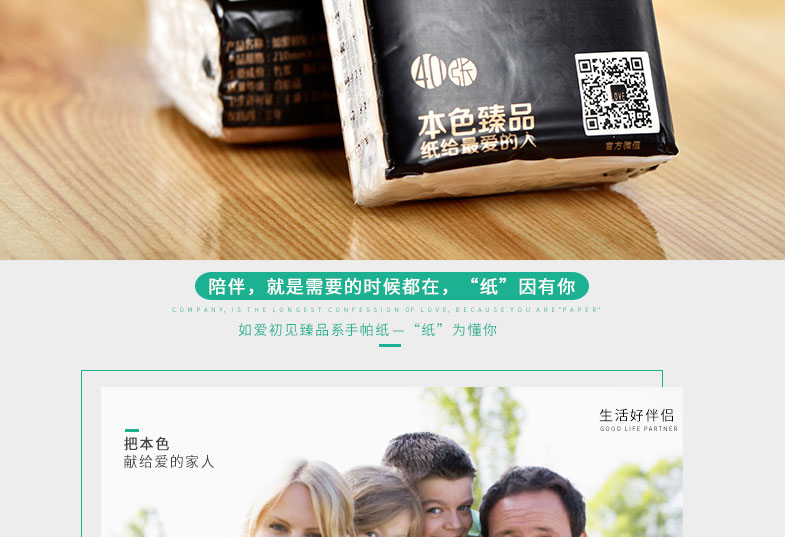 40张
本色臻品
纸给最爱的人
官方微信
陪伴，就是需要的时候都在，“纸”因有你
COMPANY, IS THE LONGEST CONFESSION OF LOVE, BECAUSE YOU ARE "PAPER"
如爱初见臻品系手帕纸—“纸”为懂你
生活好伴侣
GOOD LIFE PARTNER
把本色
献给爱的家人